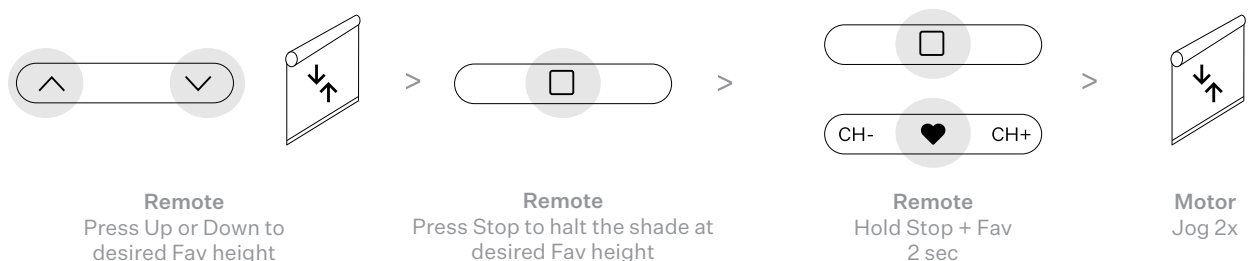 CH-
CH+
Remote
Press Up or Down to
desired Fav height
Remote
Press Stop to halt the shade at
desired Fav height
Remote
Hold Stop + Fav
2 sec
Motor
Jog 2x